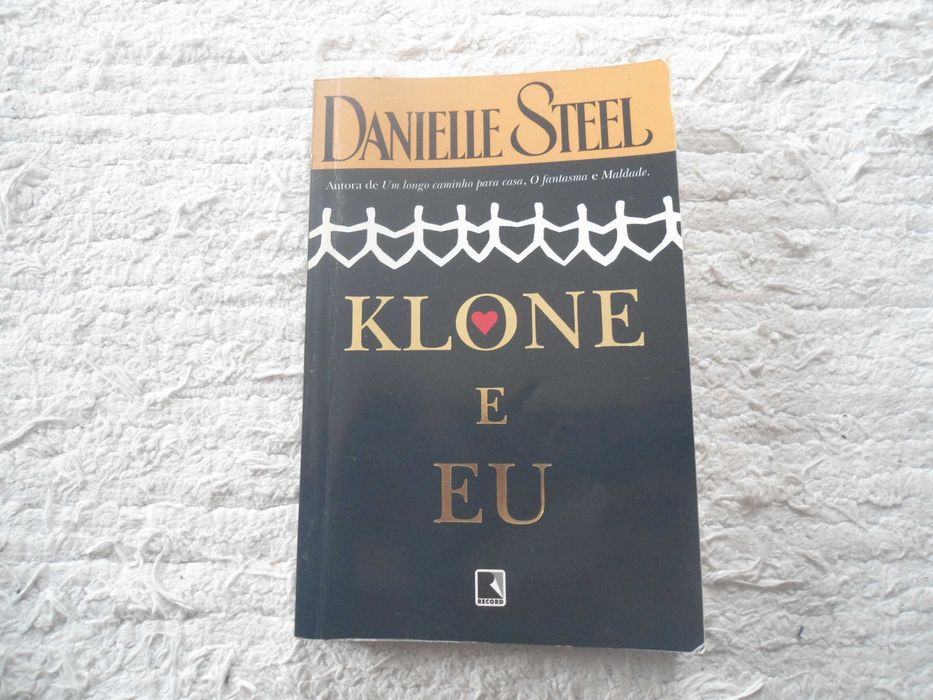 DANIELLE STEEL
Autora de Um longo caminho para casa, O fantasma e Maldade.
KLONE
E
EU
R
RECORD